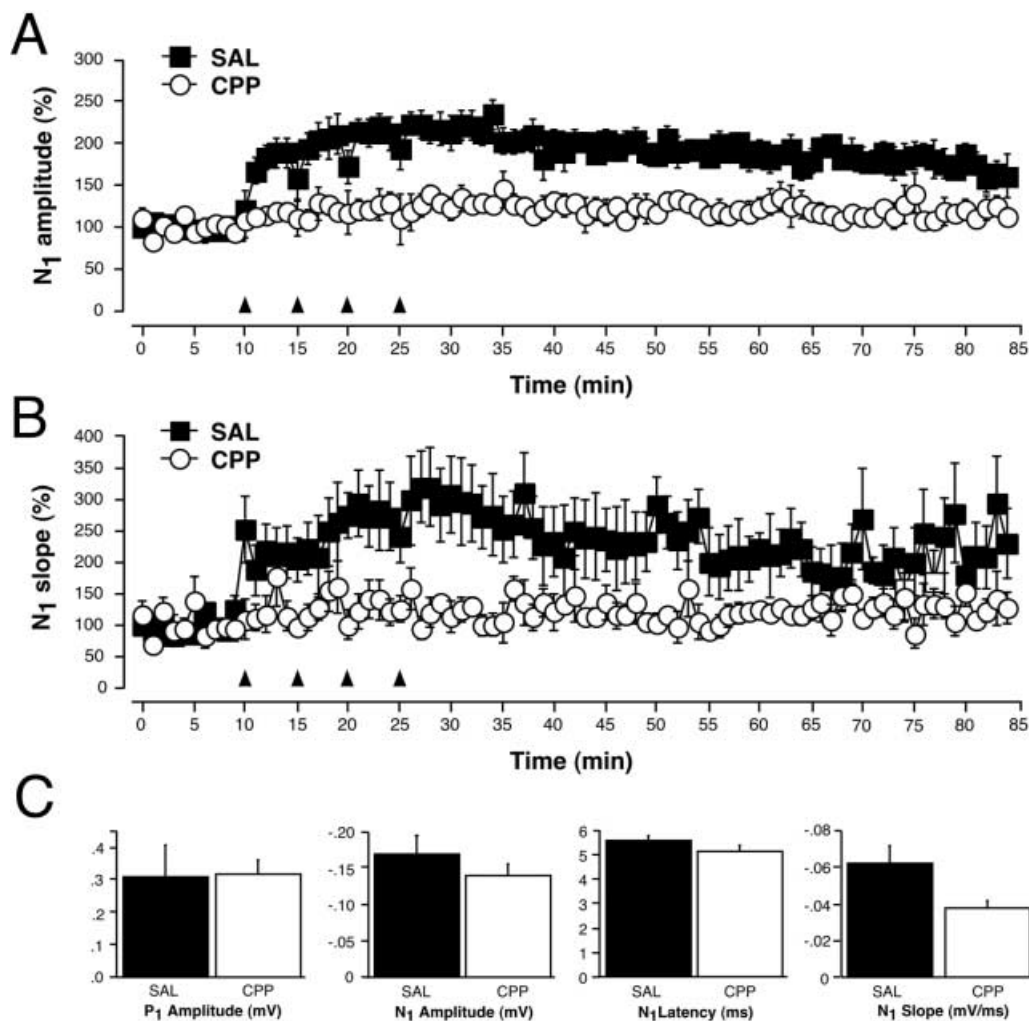 A
SAL
CPP
300
250
200
150
100
50
0
N1 amplitude (%)
0 5 10 15 20 25 30 35 40 45 50 55 60 65 70 75 80 85
Time (min)
B
SAL
CPP
400
350
300
250
200
150
100
50
0
N1 slope (%)
0 5 10 15 20 25 30 35 40 45 50 55 60 65 70 75 80 85
Time (min)
C
.4
.3
.2
.1
.0
SAL CPP
P1 Amplitude (mV)
-.20
-.15
-.10
-.05
0
SAL CPP
N1 Amplitude (mV)
6
5
4
3
2
1
0
SAL CPP
N1Latency (ms)
-.08
-.06
-.04
-.02
0
SAL CPP
N1 Slope (mV/ms)